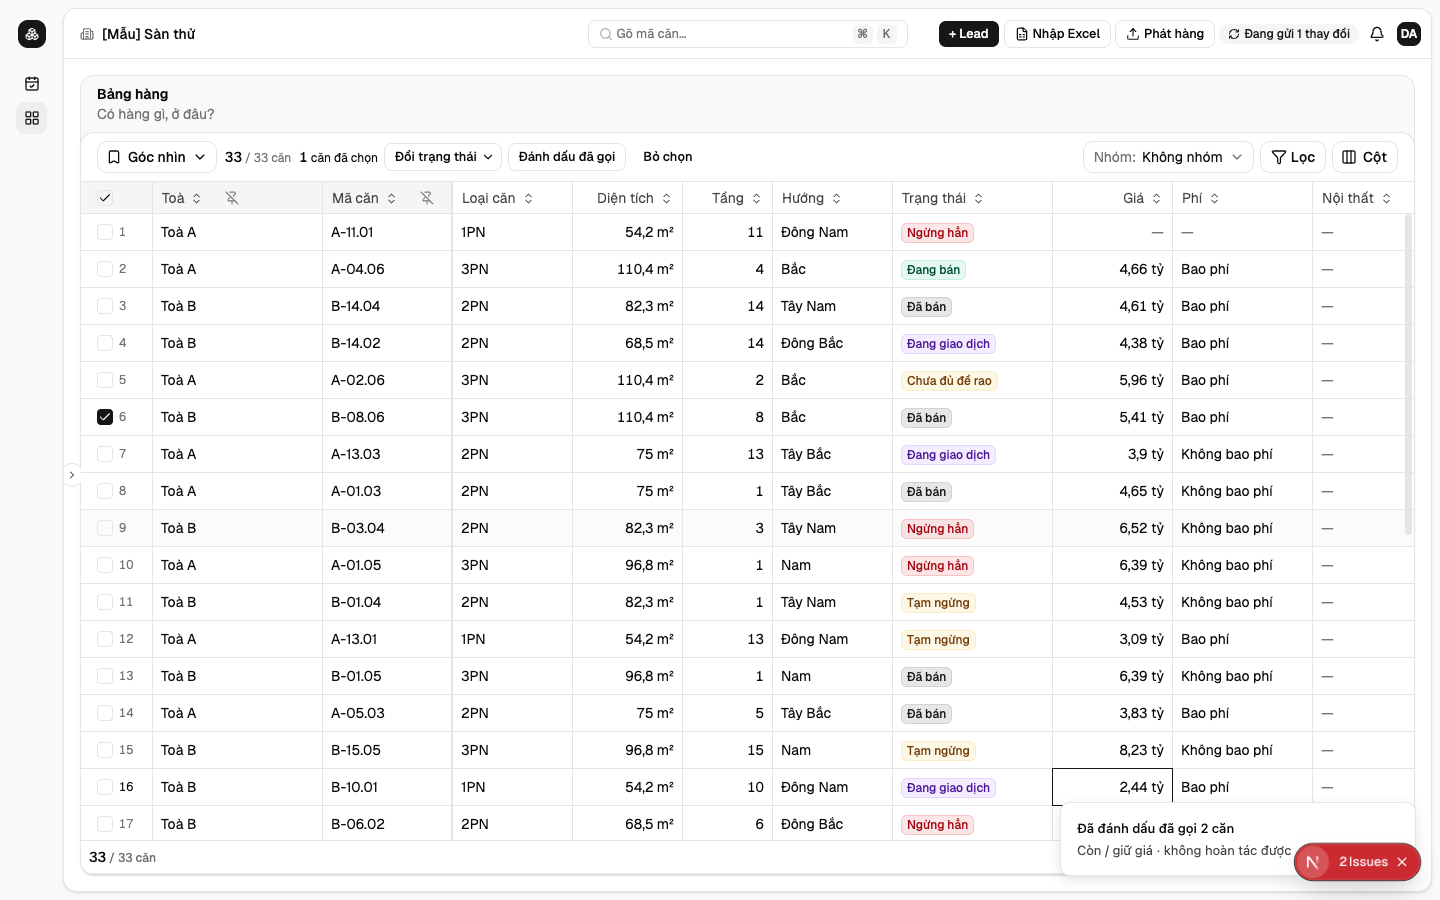 [Mẫu] Sàn thử
Gõ mã căn...
⌘ K
+ Lead
Nhập Excel
Phát hàng
Đang gửi 1 thay đổi
DA
Bảng hàng
Có hàng gì, ở đâu?
Góc nhìn
33 / 33 căn
1 căn đã chọn
Đổi trạng thái
Đánh dấu đã gọi
Bỏ chọn
Nhóm: Không nhóm
Lọc
Cột
Toà Mã căn Loại căn Diện tích Tầng Hướng Trạng thái Giá Phí Nội thất
1 Toà A A-11.01 1PN 54,2 m² 11 Đông Nam Ngừng hẳn — — —
2 Toà A A-04.06 3PN 110,4 m² 4 Bắc Đang bán 4,66 tỷ Bao phí —
3 Toà B B-14.04 2PN 82,3 m² 14 Tây Nam Đã bán 4,61 tỷ Bao phí —
4 Toà B B-14.02 2PN 68,5 m² 14 Đông Bắc Đang giao dịch 4,38 tỷ Bao phí —
5 Toà A A-02.06 3PN 110,4 m² 2 Bắc Chưa đủ để rao 5,96 tỷ Bao phí —
6 Toà B B-08.06 3PN 110,4 m² 8 Bắc Đã bán 5,41 tỷ Bao phí —
7 Toà A A-13.03 2PN 75 m² 13 Tây Bắc Đang giao dịch 3,9 tỷ Không bao phí —
8 Toà A A-01.03 2PN 75 m² 1 Tây Bắc Đã bán 4,65 tỷ Không bao phí —
9 Toà B B-03.04 2PN 82,3 m² 3 Tây Nam Ngừng hẳn 6,52 tỷ Không bao phí —
10 Toà A A-01.05 3PN 96,8 m² 1 Nam Ngừng hẳn 6,39 tỷ Không bao phí —
11 Toà B B-01.04 2PN 82,3 m² 1 Tây Nam Tạm ngừng 4,53 tỷ Không bao phí —
12 Toà A A-13.01 1PN 54,2 m² 13 Đông Nam Tạm ngừng 3,09 tỷ Bao phí —
13 Toà B B-01.05 3PN 96,8 m² 1 Nam Đã bán 6,39 tỷ Không bao phí —
14 Toà A A-05.03 2PN 75 m² 5 Tây Bắc Đã bán 3,83 tỷ Bao phí —
15 Toà B B-15.05 3PN 96,8 m² 15 Nam Tạm ngừng 8,23 tỷ Không bao phí —
16 Toà B B-10.01 1PN 54,2 m² 10 Đông Nam Đang giao dịch 2,44 tỷ Bao phí —
17 Toà B B-06.02 2PN 68,5 m² 6 Đông Bắc Ngừng hẳn
33 / 33 căn
Đã đánh dấu đã gọi 2 căn
Còn / giữ giá · không hoàn tác được
N 2 Issues